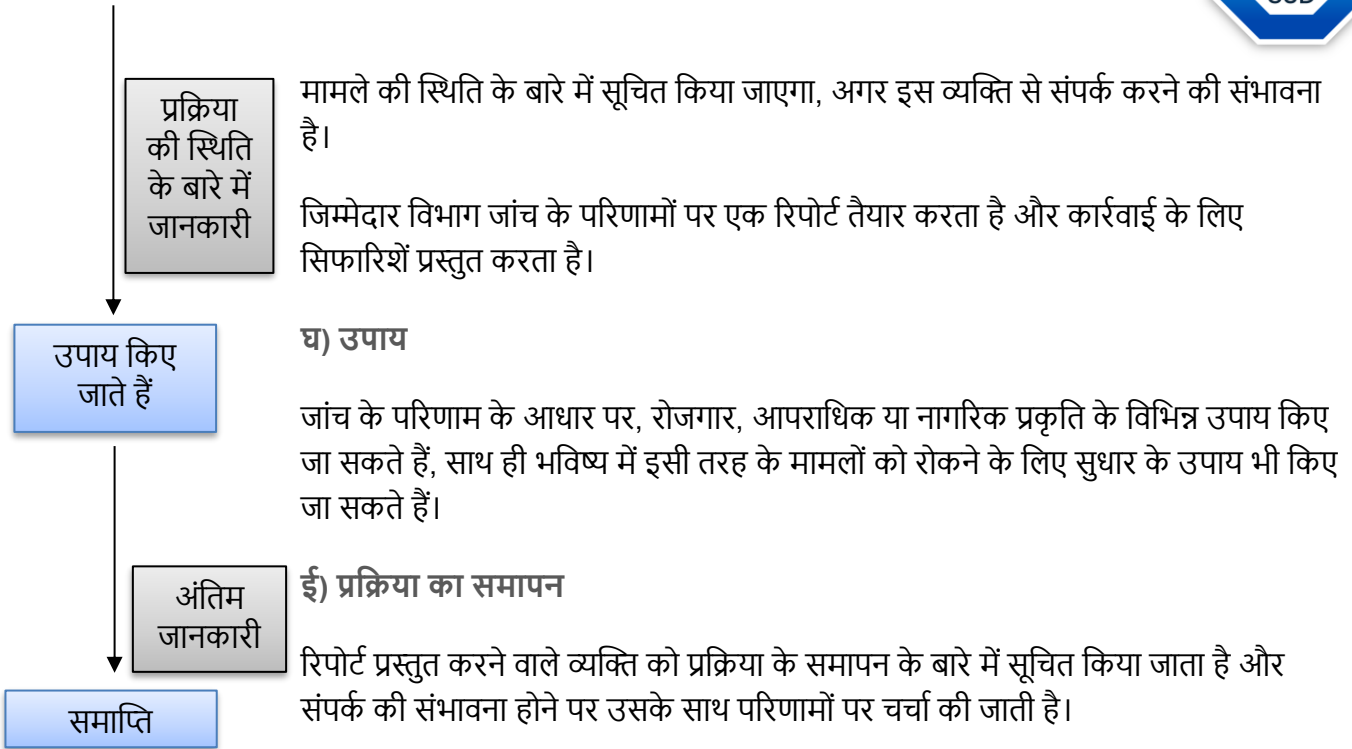 प्रक्रिया
की स्थिति
के बारे में
जानकारी
मामले की स्थिति के बारे में सूचित किया जाएगा, अगर इस व्यक्ति से संपर्क करने की संभावना
है।
जिम्मेदार विभाग जांच के परिणामों पर एक रिपोर्ट तैयार करता है और कार्रवाई के लिए
सिफारिशें प्रस्तुत करता है।
उपाय किए
जाते हैं
घ) उपाय
जांच के परिणाम के आधार पर, रोजगार, आपराधिक या नागरिक प्रकृति के विभिन्न उपाय किए
जा सकते हैं, साथ ही भविष्य में इसी तरह के मामलों को रोकने के लिए सुधार के उपाय भी किए
जा सकते हैं।
अंतिम
जानकारी
ई) प्रक्रिया का समापन
रिपोर्ट प्रस्तुत करने वाले व्यक्ति को प्रक्रिया के समापन के बारे में सूचित किया जाता है और
संपर्क की संभावना होने पर उसके साथ परिणामों पर चर्चा की जाती है।
समाप्ति